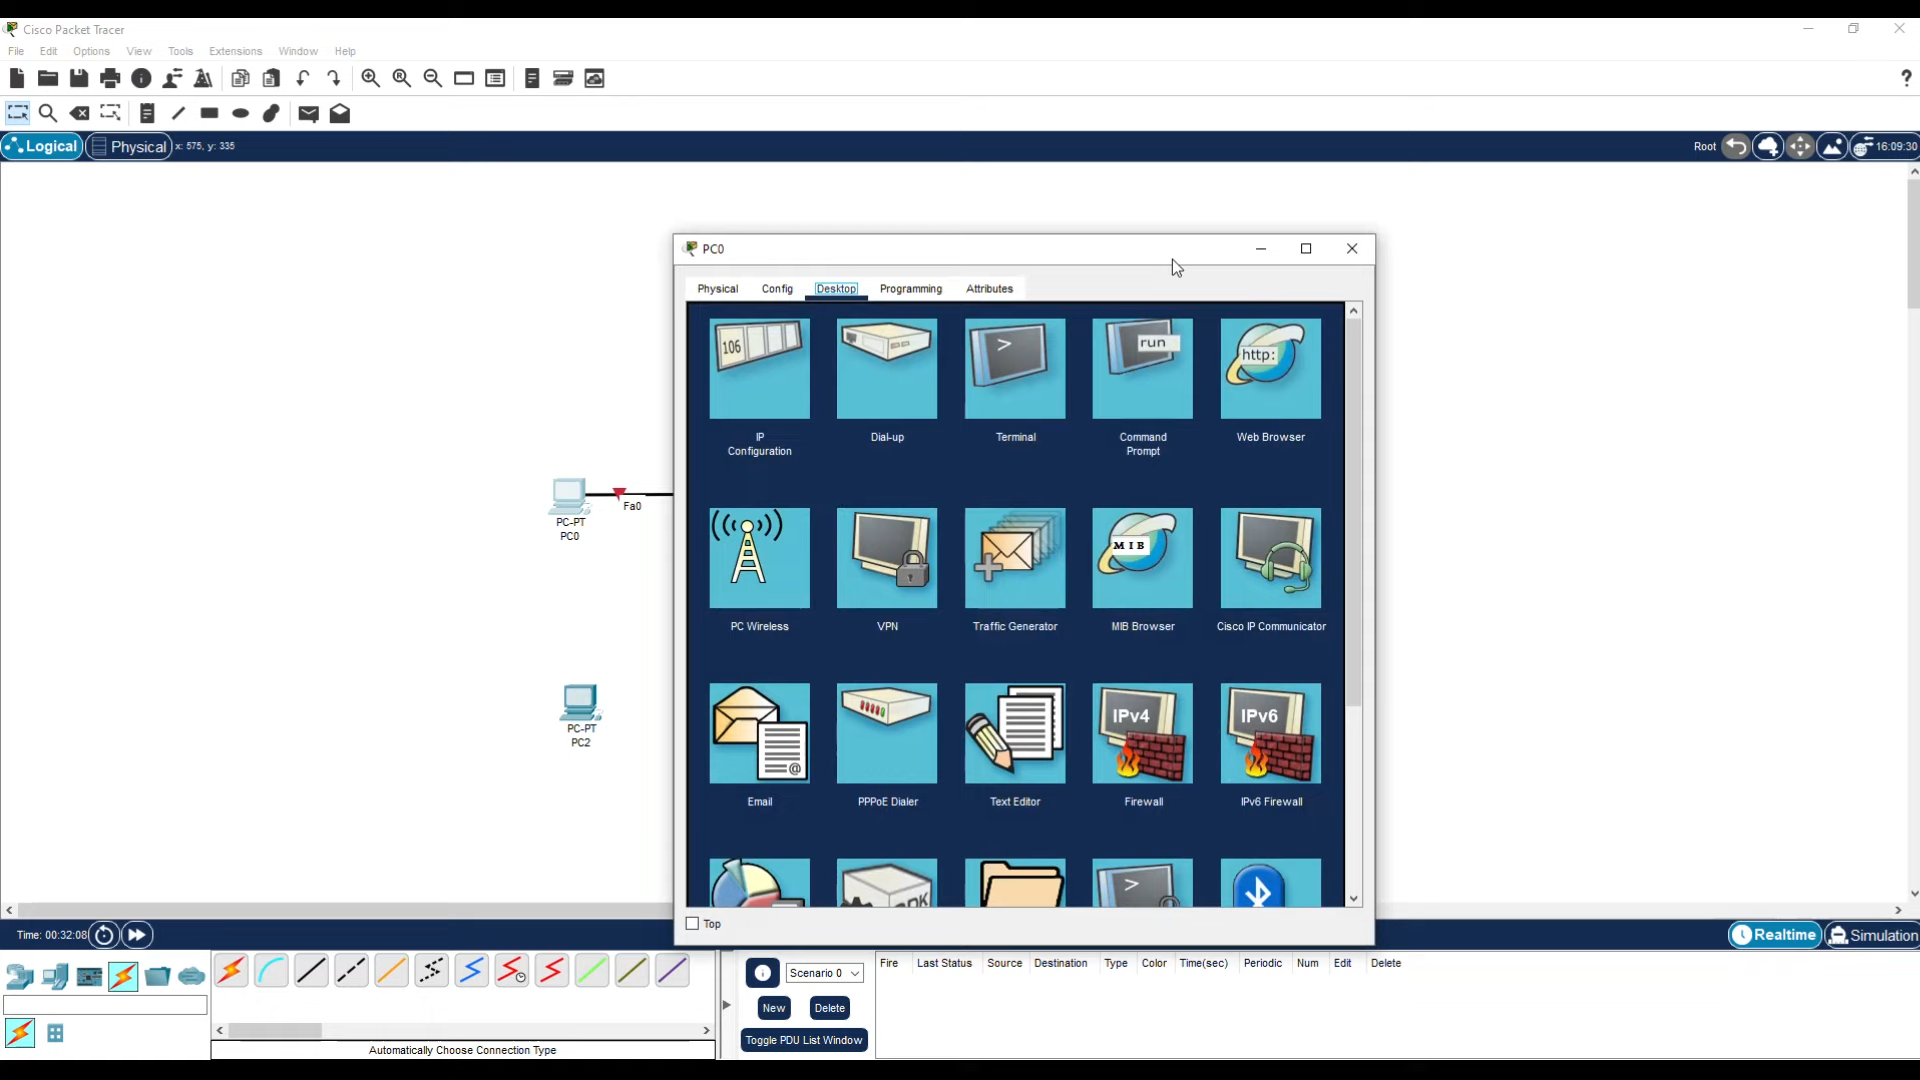 Cisco Packet Tracer
File Edit Options View Tools Extensions Window Help
?
Logical Physical x: 575, y: 335 Root 16:09:30
PC0
Physical Config Desktop Programming Attributes
106 > run http:
IP Configuration
Dial-up
Terminal
Command Prompt
Web Browser
Fa0
PC-PT
PC0
MIB
PC Wireless VPN Traffic Generator MIB Browser Cisco IP Communicator
PC-PT
PC2
@ IPv4 IPv6
Email PPPoE Dialer Text Editor Firewall IPv6 Firewall
>
Top
Time: 00:32:08 Realtime Simulation
Scenario 0
Fire Last Status Source Destination Type Color Time(sec) Periodic Num Edit Delete
New Delete
Toggle PDU List Window
Automatically Choose Connection Type